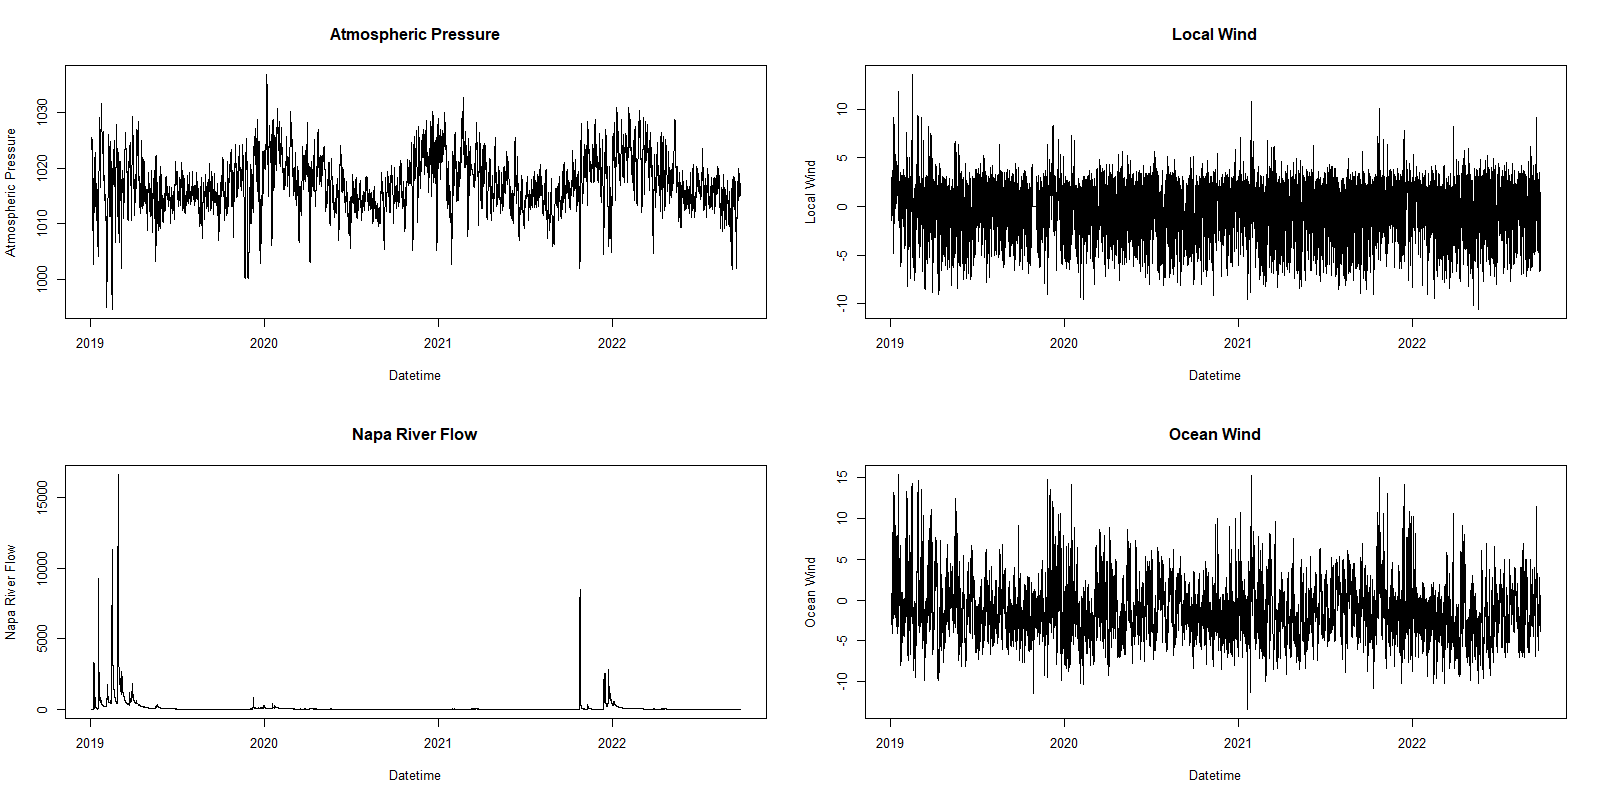 Atmospheric Pressure
Atmospheric Pressure
1000 1010 1020 1030
2019 2020 2021 2022
Datetime
Local Wind
Local Wind
-10 -5 0 5 10
2019 2020 2021 2022
Datetime
Napa River Flow
Napa River Flow
0 5000 10000 15000
2019 2020 2021 2022
Datetime
Ocean Wind
Ocean Wind
-10 -5 0 5 10 15
2019 2020 2021 2022
Datetime